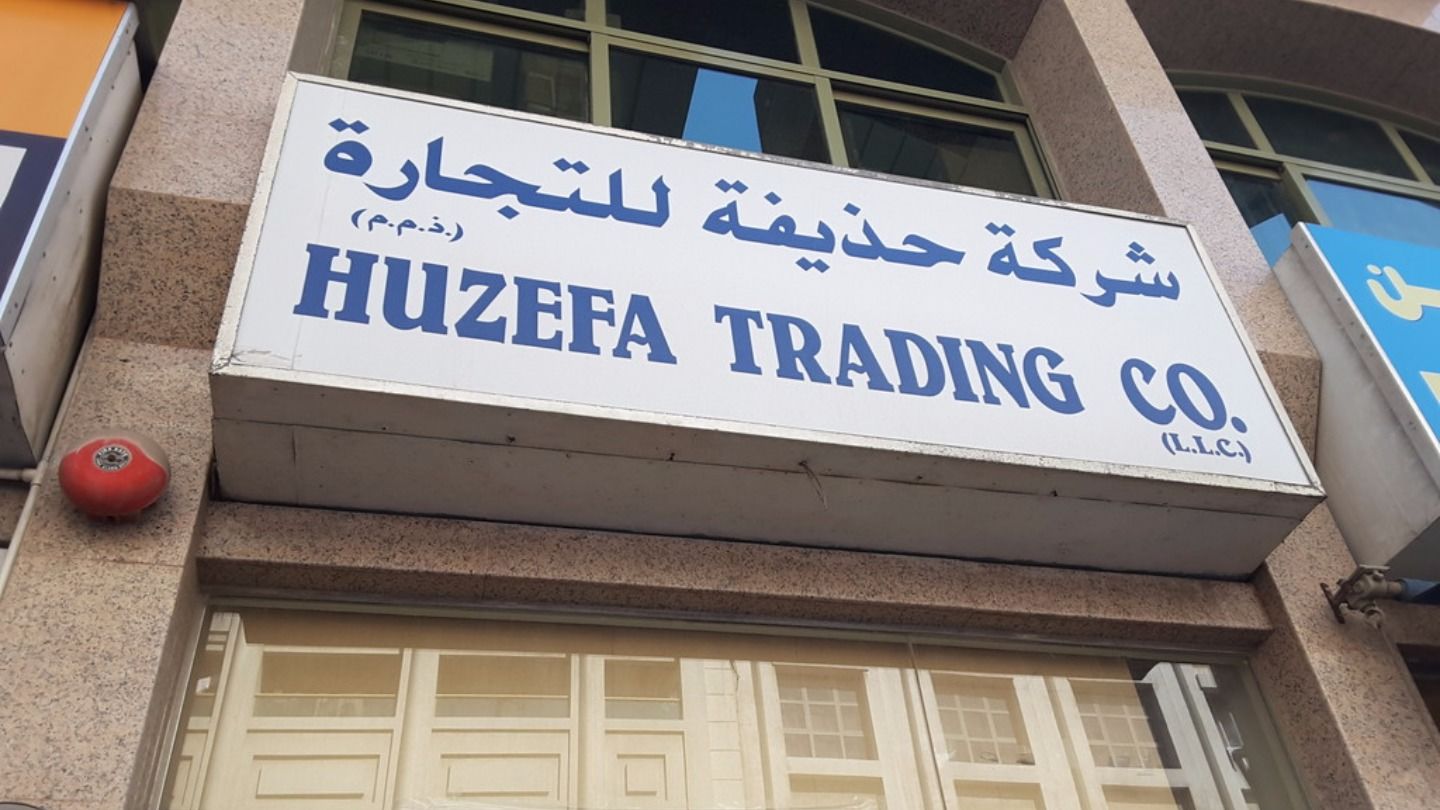 شركة حذيفة للتجارة
(ذ.م.م.)
HUZEFA TRADING CO.
(L.L.C.)